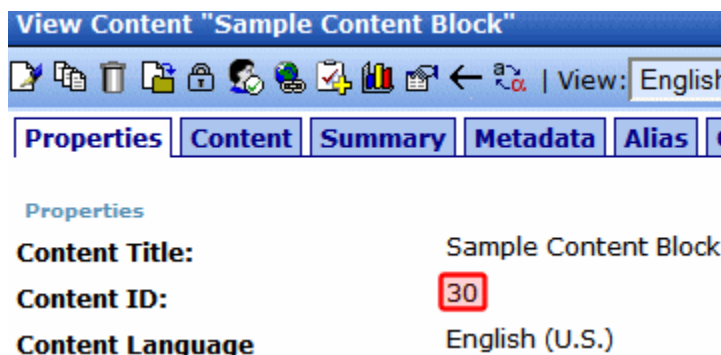 View Content "Sample Content Block"
| View: English
Properties Content Summary Metadata Alias
Properties
Content Title: Sample Content Block
Content ID: 30
Content Language English (U.S.)